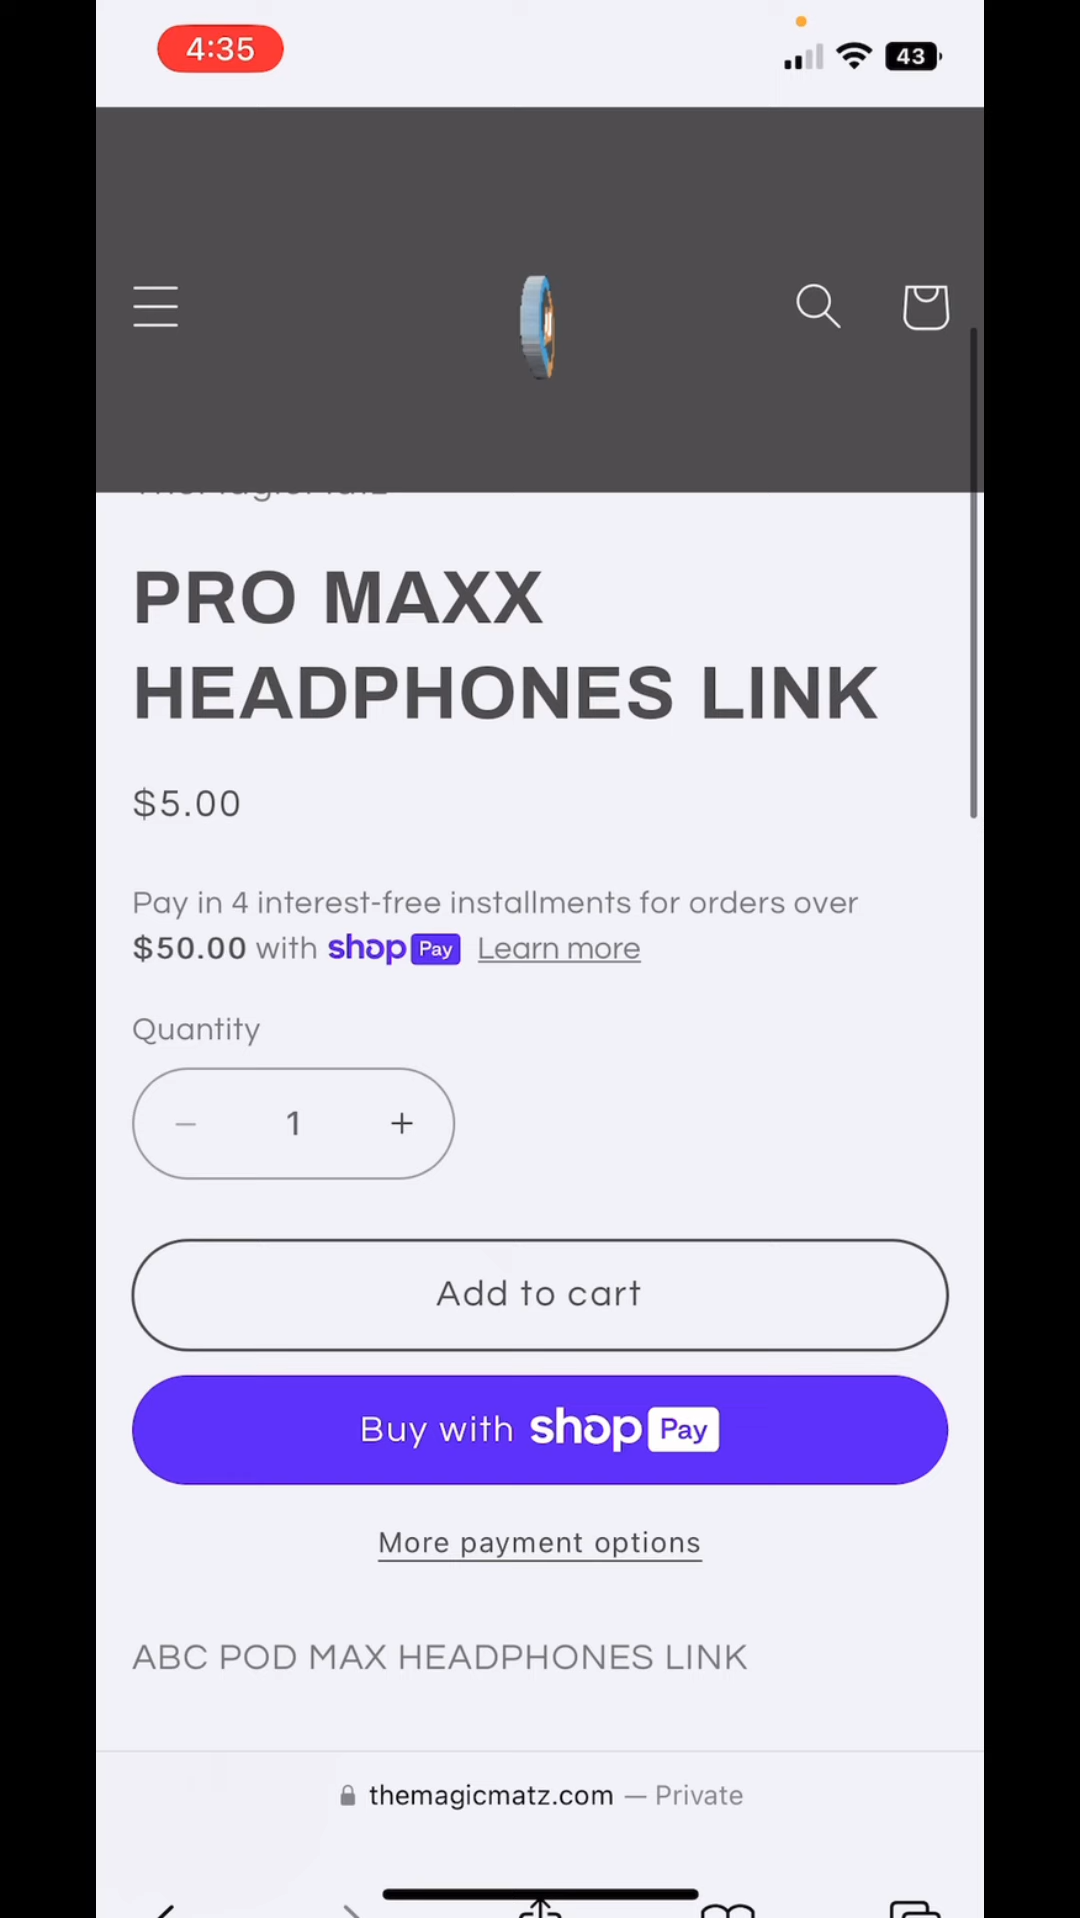 4:35
43
PRO MAXX
HEADPHONES LINK
$5.00
Pay in 4 interest-free installments for orders over
$50.00 with shop Pay Learn more
Quantity
− 1 +
Add to cart
Buy with shop Pay
More payment options
ABC POD MAX HEADPHONES LINK
themagicmatz.com — Private